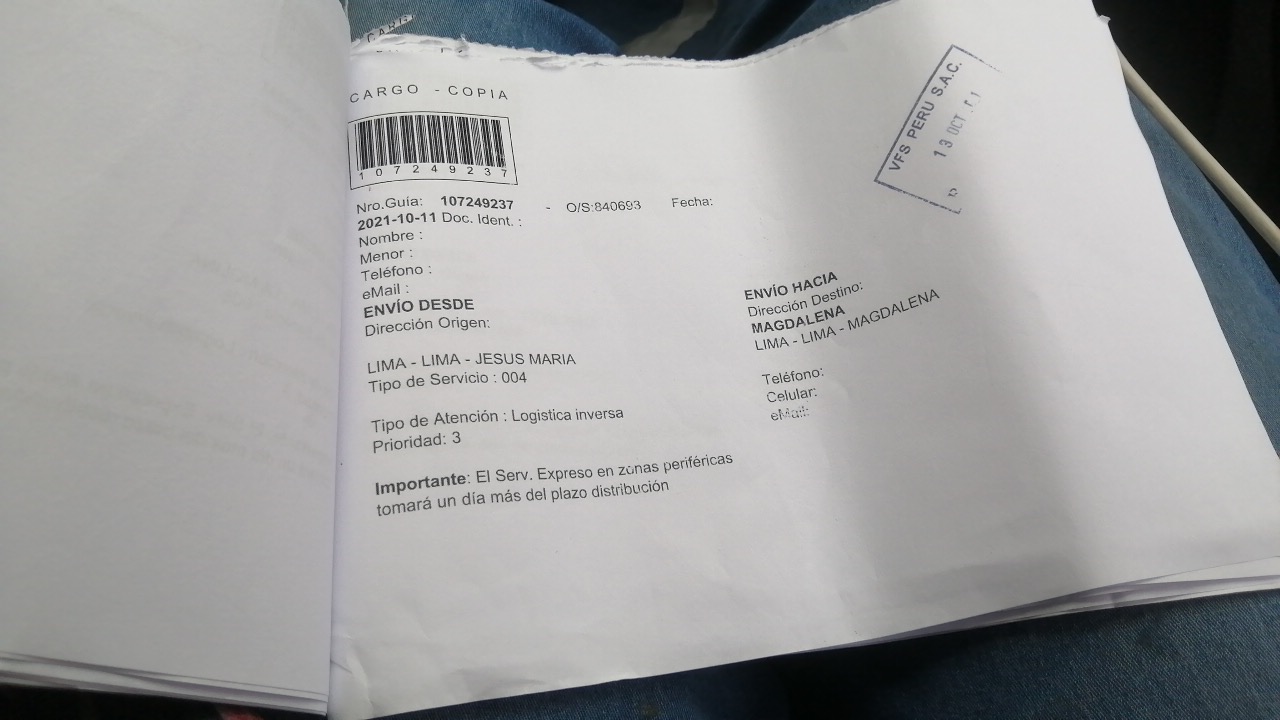 CARGO - COPIA
107249237
Nro.Guía: 107249237 - O/S:840693 Fecha:
2021-10-11 Doc. Ident. :
Nombre :
Menor :
Teléfono :
eMail :
ENVÍO DESDE
Dirección Origen:
LIMA - LIMA - JESUS MARIA
Tipo de Servicio : 004
Tipo de Atención : Logistica inversa
Prioridad: 3
Importante: El Serv. Expreso en zonas periféricas
tomará un día más del plazo distribución
ENVÍO HACIA
Dirección Destino:
MAGDALENA
LIMA - LIMA - MAGDALENA
Teléfono:
Celular:
eMail:
VFS PERU S.A.C.
13 OCT